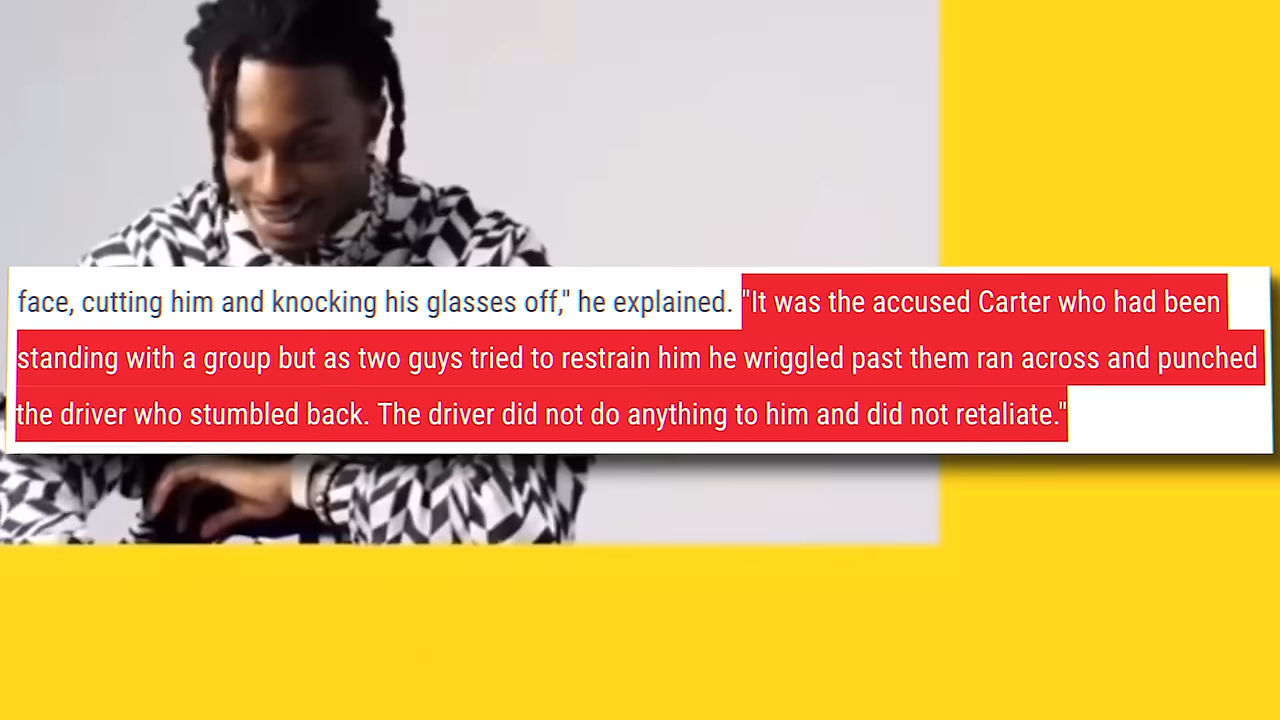 face, cutting him and knocking his glasses off," he explained. "It was the accused Carter who had been
standing with a group but as two guys tried to restrain him he wriggled past them ran across and punched
the driver who stumbled back. The driver did not do anything to him and did not retaliate."